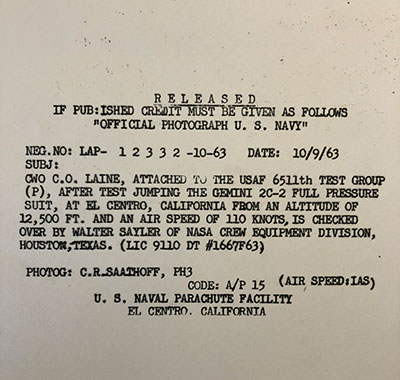 RELEASED
IF PUB:ISHED CREDIT MUST BE GIVEN AS FOLLOWS
"OFFICIAL PHOTOGRAPH U. S. NAVY"
NEG.NO: LAP- 1 2 3 3 2 -10-63 DATE: 10/9/63
SUBJ:
CWO C.O. LAINE, ATTACHED TO THE USAF 6511th TEST GROUP
(P), AFTER TEST JUMPING THE GEMINI 2C-2 FULL PRESSURE
SUIT, AT EL CENTRO, CALIFORNIA FROM AN ALTITUDE OF
12,500 FT. AND AN AIR SPEED OF 110 KNOTS, IS CHECKED
OVER BY WALTER SAYLER OF NASA CREW EQUIPMENT DIVISION,
HOUSTON,TEXAS. (LIC 9110 DT #1667F63)
PHOTOG: C.R.SAATHOFF, PH3
CODE: A/P 15 (AIR SPEED:IAS)
U. S. NAVAL PARACHUTE FACILITY
EL CENTRO, CALIFORNIA